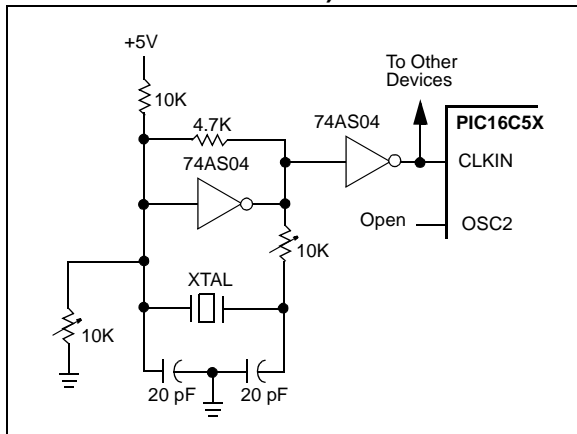 +5V
To Other
Devices
10K
4.7K
74AS04
PIC16C5X
74AS04
CLKIN
Open
OSC2
10K
XTAL
10K
20 pF
20 pF